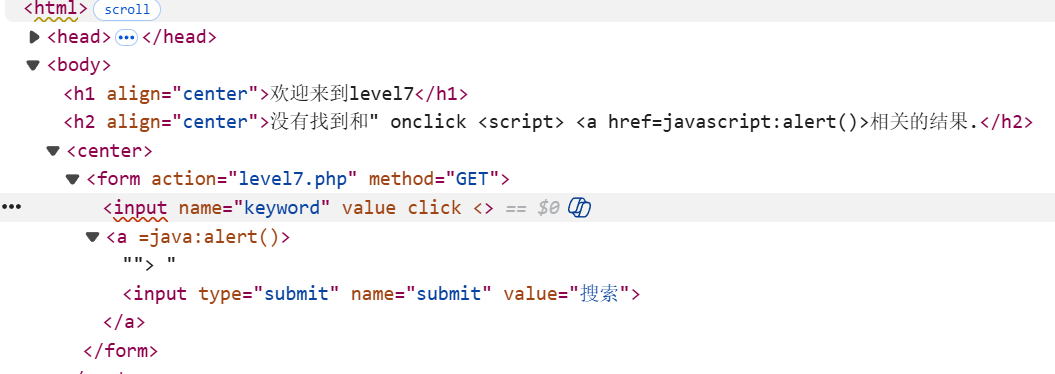 <html> scroll
<head> ••• </head>
<body>
<h1 align="center">欢迎来到level7</h1>
<h2 align="center">没有找到和" onclick <script> <a href=javascript:alert()>相关的结果.</h2>
<center>
<form action="level7.php" method="GET">
••• <input name="keyword" value click <> == $0
<a =java:alert()>
""> "
<input type="submit" name="submit" value="搜索">
</a>
</form>